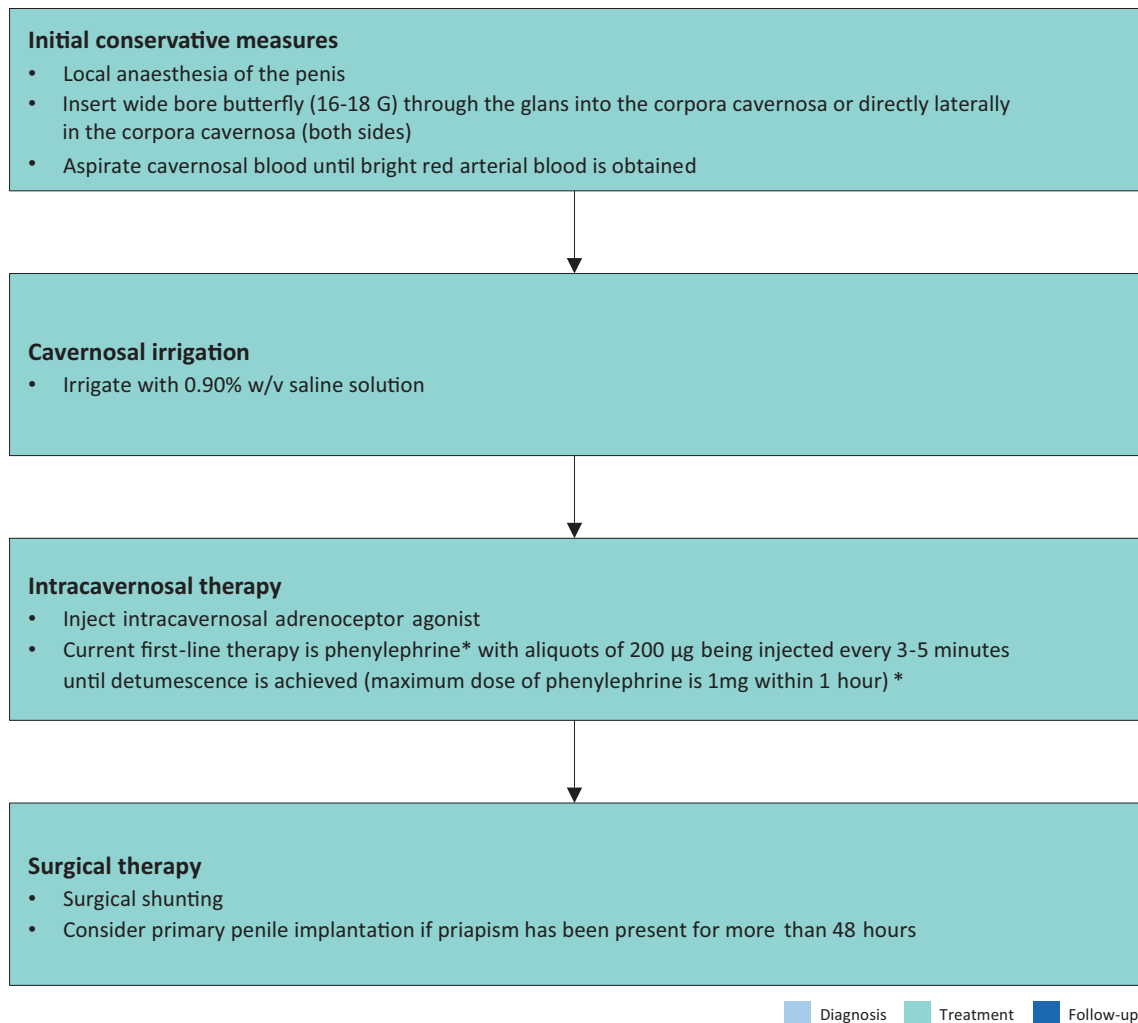 Initial conservative measures
• Local anaesthesia of the penis
• Insert wide bore butterfly (16-18 G) through the glans into the corpora cavernosa or directly laterally
in the corpora cavernosa (both sides)
• Aspirate cavernosal blood until bright red arterial blood is obtained
Cavernosal irrigation
• Irrigate with 0.90% w/v saline solution
Intracavernosal therapy
• Inject intracavernosal adrenoceptor agonist
• Current first-line therapy is phenylephrine* with aliquots of 200 µg being injected every 3-5 minutes
until detumescence is achieved (maximum dose of phenylephrine is 1mg within 1 hour) *
Surgical therapy
• Surgical shunting
• Consider primary penile implantation if priapism has been present for more than 48 hours
Diagnosis Treatment Follow-up